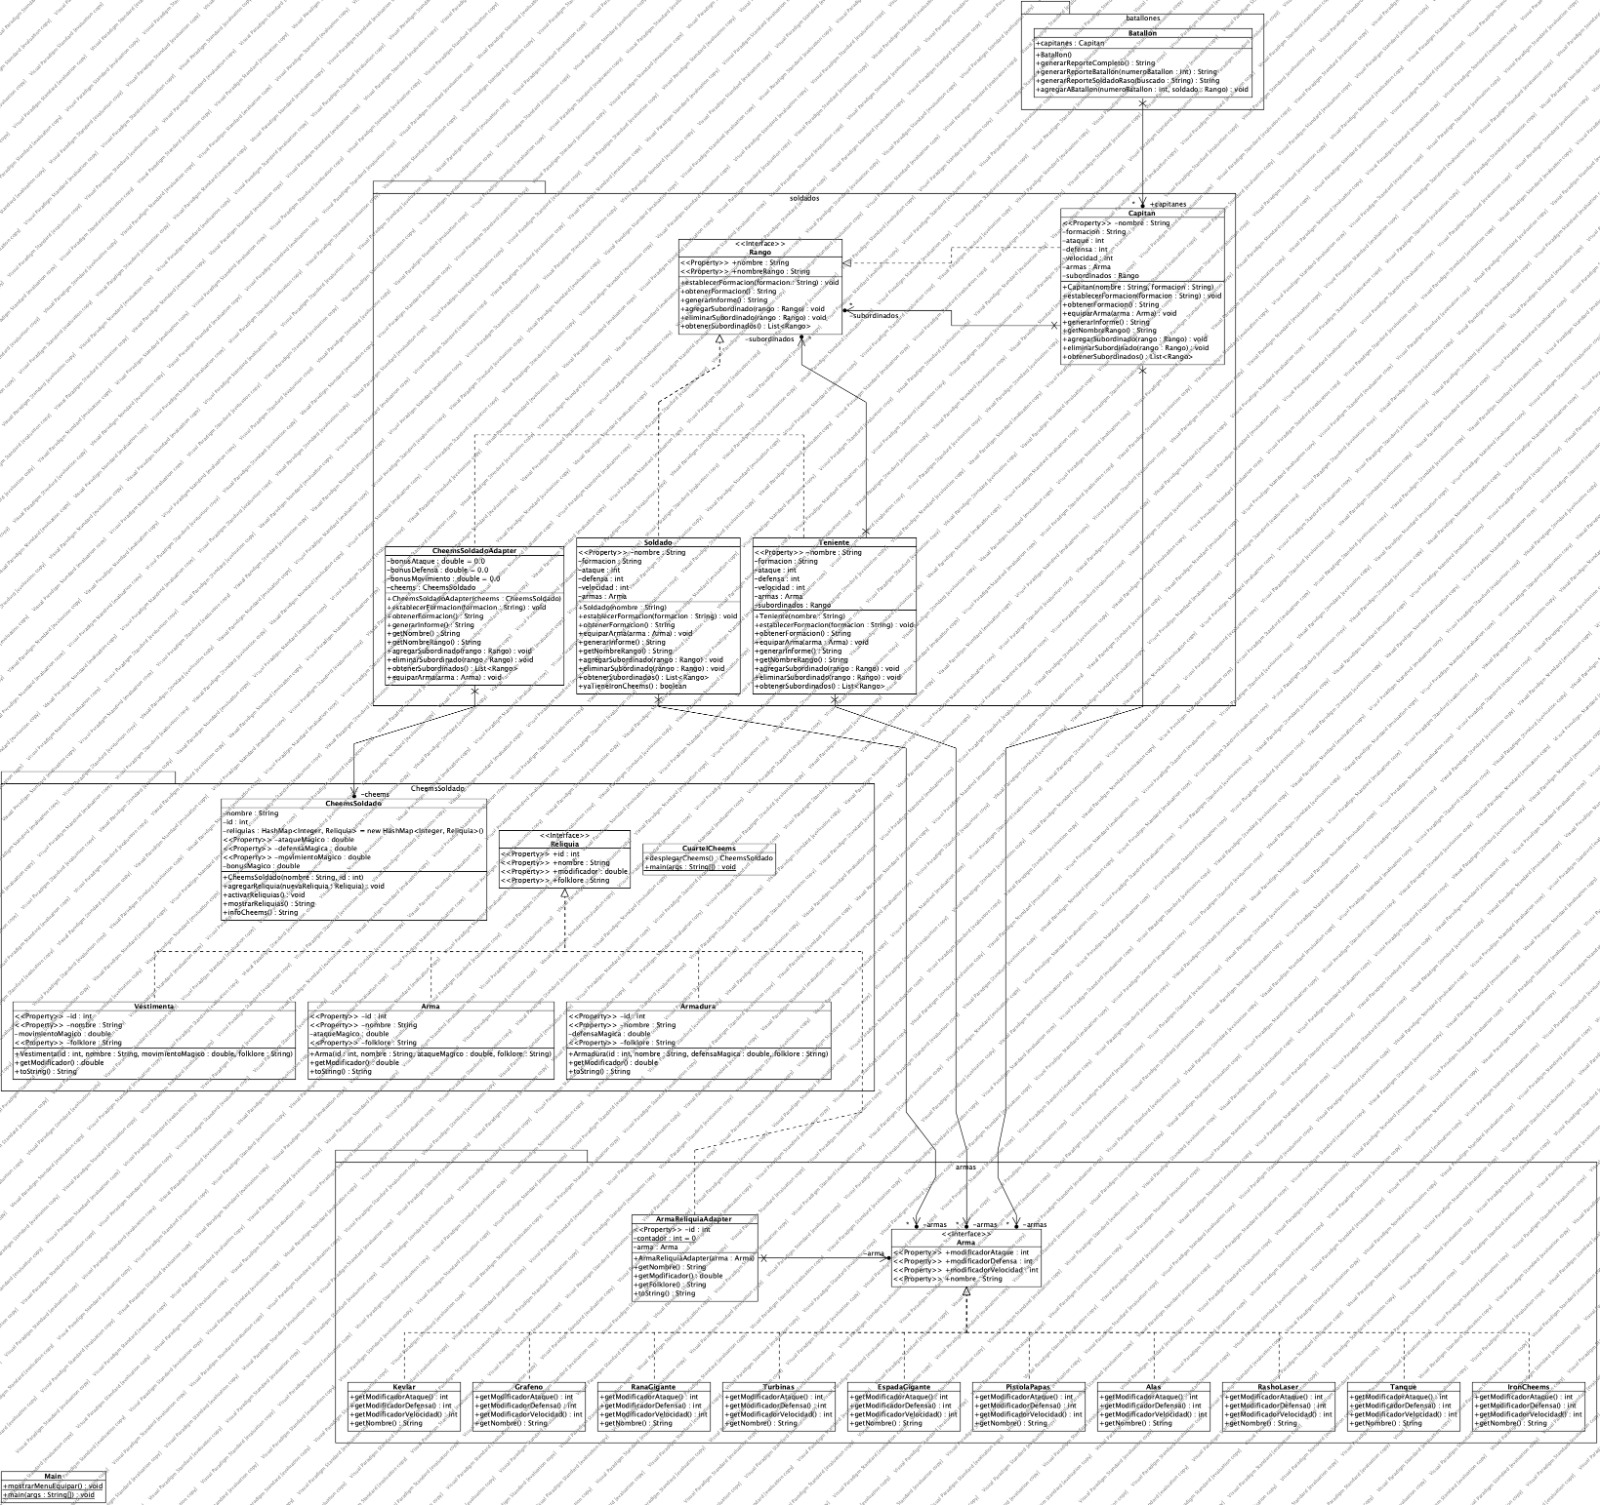 batallones
Batallon
+capitanes : Capitan
+Batallon()
+generarReporteCompleto() : String
+generarReporteBatallon(numeroBatallon : int) : String
+generarReporteSoldadoRaso(buscado : String) : String
+agregarABatallon(numeroBatallon : int, soldado : Rango) : void
soldados
* +capitanes
Capitan
<<Property>> -nombre : String
-formacion : String
-ataque : int
-defensa : int
-velocidad : int
-armas : Arma
-subordinados : Rango
+Capitan(nombre : String, formacion : String)
+establecerFormacion(formacion : String) : void
+obtenerFormacion() : String
+equiparArma(arma : Arma) : void
+generarInforme() : String
+getNombreRango() : String
+agregarSubordinado(rango : Rango) : void
+eliminarSubordinado(rango : Rango) : void
+obtenerSubordinados() : List<Rango>
<<Interface>>
Rango
<<Property>> +nombre : String
<<Property>> +nombreRango : String
+establecerFormacion(formacion : String) : void
+obtenerFormacion() : String
+generarInforme() : String
+agregarSubordinado(rango : Rango) : void
+eliminarSubordinado(rango : Rango) : void
+obtenerSubordinados() : List<Rango>
*
-subordinados
-subordinados *
CheemsSoldadoAdapter
-bonusAtaque : double = 0.0
-bonusDefensa : double = 0.0
-bonusMovimiento : double = 0.0
-cheems : CheemsSoldado
+CheemsSoldadoAdapter(cheems : CheemsSoldado)
+establecerFormacion(formacion : String) : void
+obtenerFormacion() : String
+generarInforme() : String
+getNombre() : String
+getNombreRango() : String
+agregarSubordinado(rango : Rango) : void
+eliminarSubordinado(rango : Rango) : void
+obtenerSubordinados() : List<Rango>
+equiparArma(arma : Arma) : void
Soldado
<<Property>> -nombre : String
-formacion : String
-ataque : int
-defensa : int
-velocidad : int
-armas : Arma
+Soldado(nombre : String)
+establecerFormacion(formacion : String) : void
+obtenerFormacion() : String
+equiparArma(arma : Arma) : void
+generarInforme() : String
+getNombreRango() : String
+agregarSubordinado(rango : Rango) : void
+eliminarSubordinado(rango : Rango) : void
+obtenerSubordinados() : List<Rango>
+yaTieneIronCheems() : boolean
Teniente
<<Property>> -nombre : String
-formacion : String
-ataque : int
-defensa : int
-velocidad : int
-armas : Arma
-subordinados : Rango
+Teniente(nombre : String)
+establecerFormacion(formacion : String) : void
+obtenerFormacion() : String
+equiparArma(arma : Arma) : void
+generarInforme() : String
+getNombreRango() : String
+agregarSubordinado(rango : Rango) : void
+eliminarSubordinado(rango : Rango) : void
+obtenerSubordinados() : List<Rango>
CheemsSoldado
-cheems
CheemsSoldado
-nombre : String
-id : int
-reliquias : HashMap<Integer, Reliquia> = new HashMap<Integer, Reliquia>()
<<Property>> -ataqueMagico : double
<<Property>> -defensaMagica : double
<<Property>> -movimientoMagico : double
-bonusMagico : double
+CheemsSoldado(nombre : String, id : int)
+agregarReliquia(nuevaReliquia : Reliquia) : void
+activarReliquias() : void
+mostrarReliquias() : String
+infoCheems() : String
<<Interface>>
Reliquia
<<Property>> +id : int
<<Property>> +nombre : String
<<Property>> +modificador : double
<<Property>> +folklore : String
CuartelCheems
+desplegarCheems() : CheemsSoldado
+main(args : String[]) : void
Vestimenta
<<Property>> -id : int
<<Property>> -nombre : String
-movimientoMagico : double
<<Property>> -folklore : String
+Vestimenta(id : int, nombre : String, movimientoMagico : double, folklore : String)
+getModificador() : double
+toString() : String
Arma
<<Property>> -id : int
<<Property>> -nombre : String
-ataqueMagico : double
<<Property>> -folklore : String
+Arma(id : int, nombre : String, ataqueMagico : double, folklore : String)
+getModificador() : double
+toString() : String
Armadura
<<Property>> -id : int
<<Property>> -nombre : String
-defensaMagica : double
<<Property>> -folklore : String
+Armadura(id : int, nombre : String, defensaMagica : double, folklore : String)
+getModificador() : double
+toString() : String
armas
ArmaReliquiaAdapter
<<Property>> -id : int
-contador : int = 0
-arma : Arma
+ArmaReliquiaAdapter(arma : Arma)
+getNombre() : String
+getModificador() : double
+getFolklore() : String
+toString() : String
-arma
* -armas * -armas * -armas
<<Interface>>
Arma
<<Property>> +modificadorAtaque : int
<<Property>> +modificadorDefensa : int
<<Property>> +modificadorVelocidad : int
<<Property>> +nombre : String
Kevlar
+getModificadorAtaque() : int
+getModificadorDefensa() : int
+getModificadorVelocidad() : int
+getNombre() : String
Grafeno
+getModificadorAtaque() : int
+getModificadorDefensa() : int
+getModificadorVelocidad() : int
+getNombre() : String
RanaGigante
+getModificadorAtaque() : int
+getModificadorDefensa() : int
+getModificadorVelocidad() : int
+getNombre() : String
Turbinas
+getModificadorAtaque() : int
+getModificadorDefensa() : int
+getModificadorVelocidad() : int
+getNombre() : String
EspadaGigante
+getModificadorAtaque() : int
+getModificadorDefensa() : int
+getModificadorVelocidad() : int
+getNombre() : String
PistolaPapas
+getModificadorAtaque() : int
+getModificadorDefensa() : int
+getModificadorVelocidad() : int
+getNombre() : String
Alas
+getModificadorAtaque() : int
+getModificadorDefensa() : int
+getModificadorVelocidad() : int
+getNombre() : String
RashoLaser
+getModificadorAtaque() : int
+getModificadorDefensa() : int
+getModificadorVelocidad() : int
+getNombre() : String
Tanque
+getModificadorAtaque() : int
+getModificadorDefensa() : int
+getModificadorVelocidad() : int
+getNombre() : String
IronCheems
+getModificadorAtaque() : int
+getModificadorDefensa() : int
+getModificadorVelocidad() : int
+getNombre() : String
Main
+mostrarMenuEquipar() : void
+main(args : String[]) : void
Visual Paradigm Standard [evaluation copy]